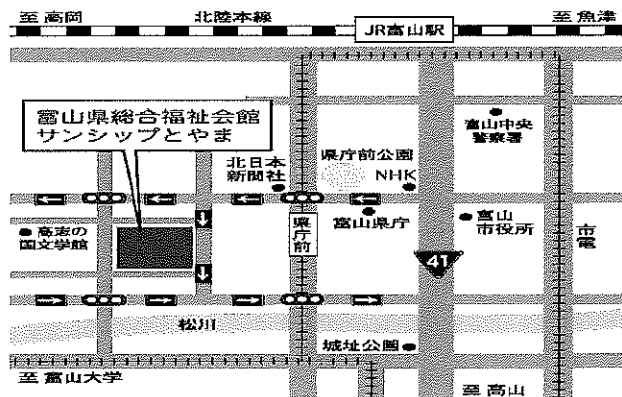 至 高岡
北陸本線
JR富山駅
至 魚津
富山県総合福祉会館
サンシップとやま
富山中央
警察署
北日本
新聞社
県庁前公園
NHK
高志の
国文学館
県庁前
富山県庁
富山
市役所
市電
41
松川
城址公園
至 富山大学
至 高山